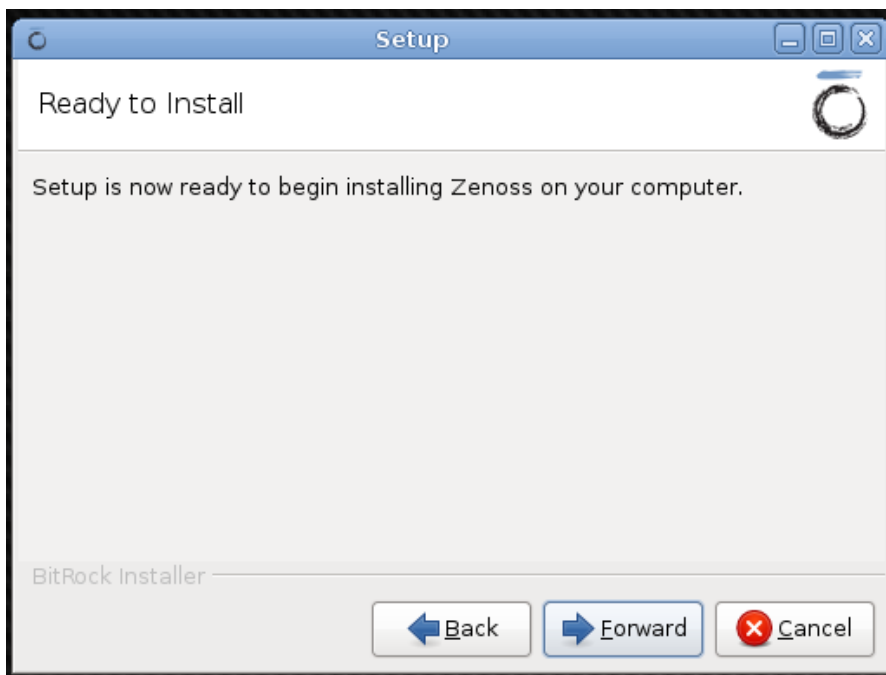 Setup
Ready to Install
Setup is now ready to begin installing Zenoss on your computer.
BitRock Installer
Back Forward Cancel